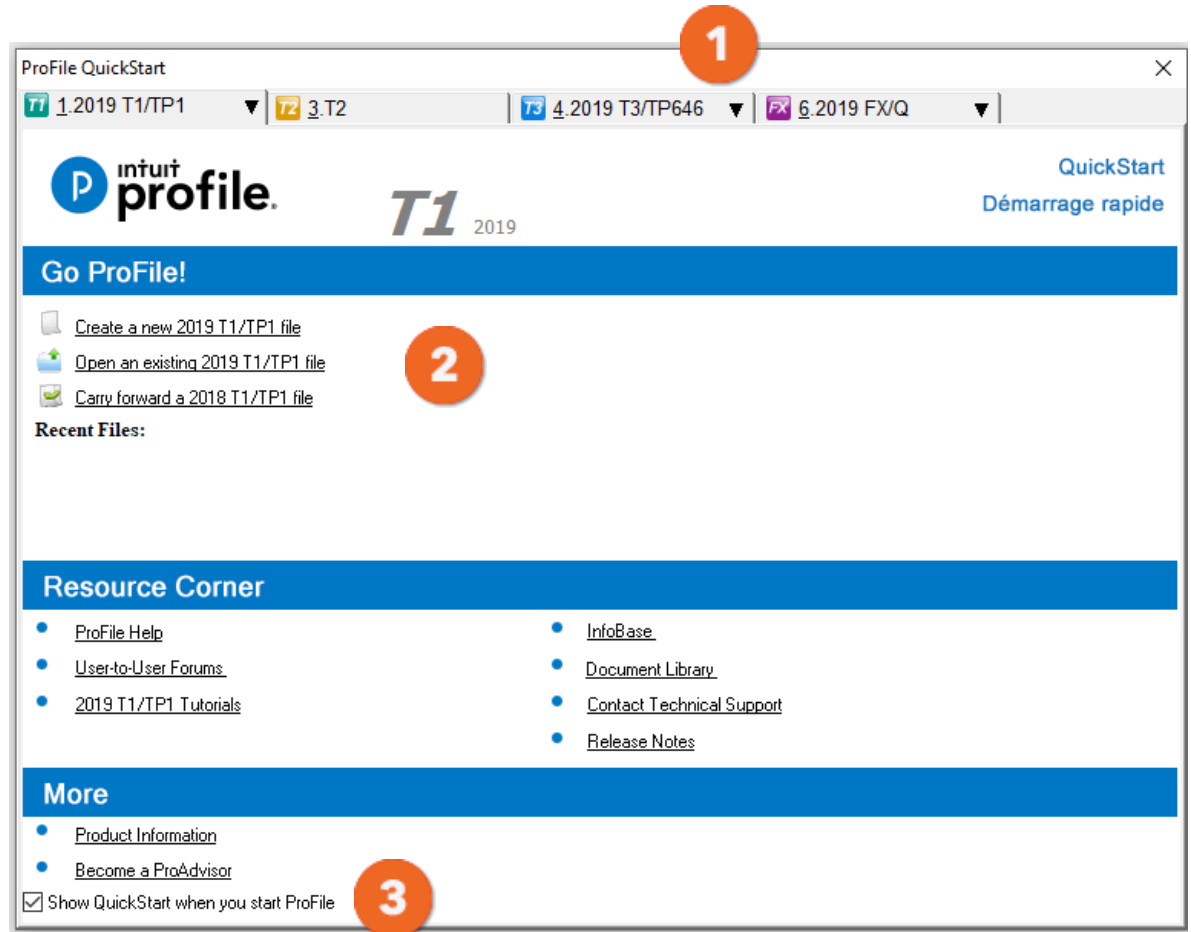 1
ProFile QuickStart
T1 1.2019 T1/TP1 T2 3.T2 T3 4.2019 T3/TP646 FX 6.2019 FX/Q
P intuit profile. T1 2019
QuickStart
Démarrage rapide
Go ProFile!
Create a new 2019 T1/TP1 file
Open an existing 2019 T1/TP1 file
2
Carry forward a 2018 T1/TP1 file
Recent Files:
Resource Corner
ProFile Help
User-to-User Forums
2019 T1/TP1 Tutorials
InfoBase
Document Library
Contact Technical Support
Release Notes
More
Product Information
Become a ProAdvisor
Show QuickStart when you start ProFile
3